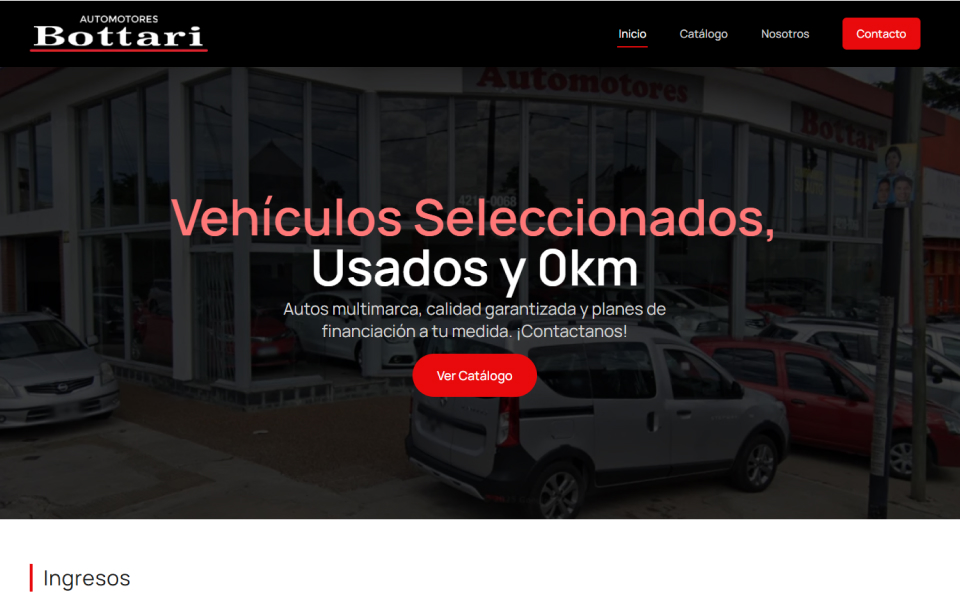 AUTOMOTORES
Bottari
Inicio
Catálogo
Nosotros
Contacto
Automotores
Bottari
Vehículos Seleccionados,
Usados y 0km
Autos multimarca, calidad garantizada y planes de
financiación a tu medida. ¡Contactanos!
Ver Catálogo
Ingresos